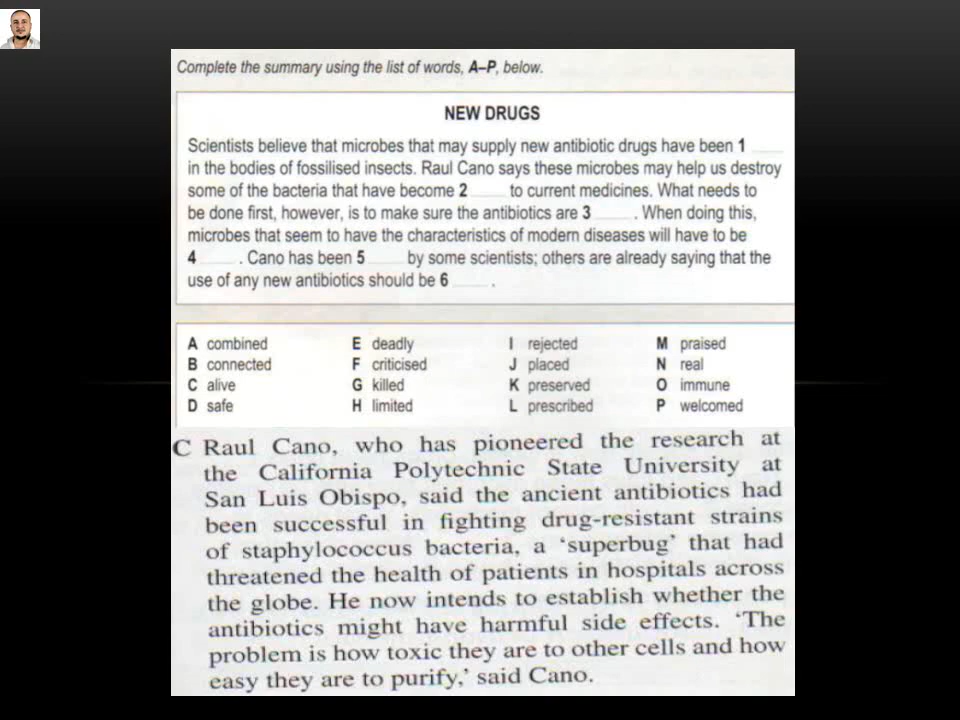 Complete the summary using the list of words, A–P, below.
NEW DRUGS
Scientists believe that microbes that may supply new antibiotic drugs have been 1 ......
in the bodies of fossilised insects. Raul Cano says these microbes may help us destroy
some of the bacteria that have become 2 ...... to current medicines. What needs to
be done first, however, is to make sure the antibiotics are 3 ...... . When doing this,
microbes that seem to have the characteristics of modern diseases will have to be
4 ...... . Cano has been 5 ...... by some scientists; others are already saying that the
use of any new antibiotics should be 6 ...... .
A combined E deadly I rejected M praised
B connected F criticised J placed N real
C alive G killed K preserved O immune
D safe H limited L prescribed P welcomed
C Raul Cano, who has pioneered the research at
the California Polytechnic State University at
San Luis Obispo, said the ancient antibiotics had
been successful in fighting drug-resistant strains
of staphylococcus bacteria, a ‘superbug’ that had
threatened the health of patients in hospitals across
the globe. He now intends to establish whether the
antibiotics might have harmful side effects. ‘The
problem is how toxic they are to other cells and how
easy they are to purify,’ said Cano.